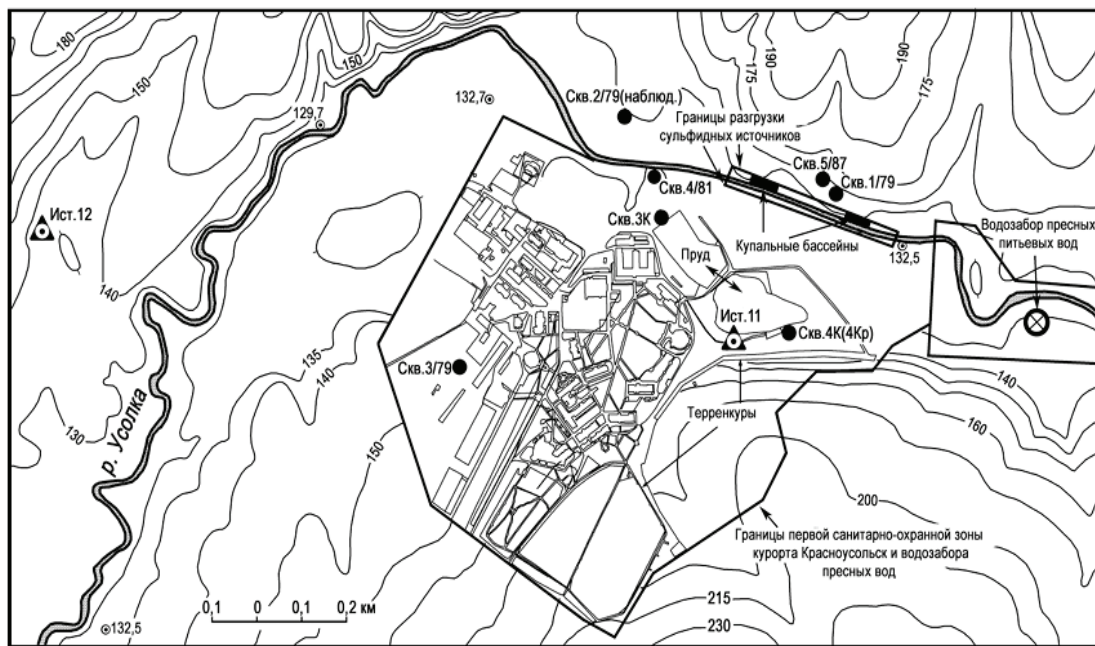 180
150
150
190
190
175
175
132,7
129,7
Скв.2/79(наблюд.)
Границы разгрузки
сульфидных источников
Скв.5/87
Скв.1/79
Скв.4/81
Ист.12
Скв.3К
Купальные бассейны
Водозабор пресных
питьевых вод
132,5
Пруд
140
Ист.11
Скв.4К(4Кр)
135
140
Скв.3/79
140
Терренкуры
160
130
р. Усолка
150
200
Границы первой санитарно-охранной зоны
курорта Красноусольск и водозабора
пресных вод
0,1 0 0,1 0,2 км
215
132,5
230